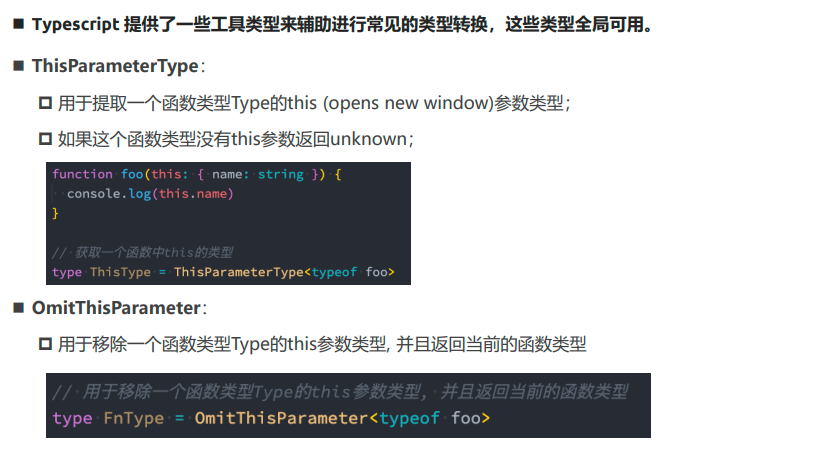 Typescript 提供了一些工具类型来辅助进行常见的类型转换，这些类型全局可用。
ThisParameterType：
用于提取一个函数类型Type的this (opens new window)参数类型；
如果这个函数类型没有this参数返回unknown；
function foo(this: { name: string }) {
console.log(this.name)
}
// 获取一个函数中this的类型
type ThisType = ThisParameterType<typeof foo>
OmitThisParameter：
用于移除一个函数类型Type的this参数类型, 并且返回当前的函数类型
// 用于移除一个函数类型Type的this参数类型, 并且返回当前的函数类型
type FnType = OmitThisParameter<typeof foo>